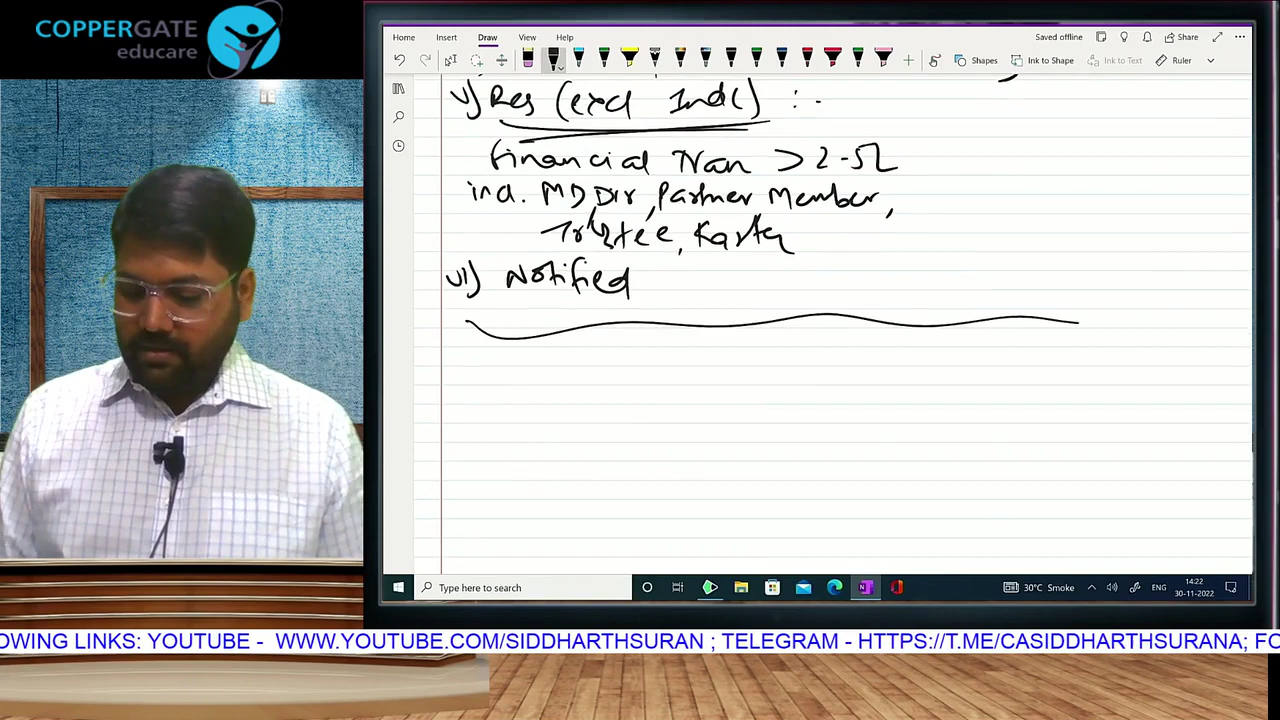 COPPERGATE
educare
Home Insert Draw View Help
Saved offline
Share
Shapes
Ink to Shape
Ink to Text
Ruler
v) Res (excl Indl) :-
Financial Tran > 2.5L
ind. MD, Dir, Partner Member,
Trustee, Karta
vi) Notified
Type here to search
30°C Smoke
ENG
14:22
30-11-2022
OWING LINKS: YOUTUBE - WWW.YOUTUBE.COM/SIDDHARTHSURAN ; TELEGRAM - HTTPS://T.ME/CASIDDHARTHSURANA; FO